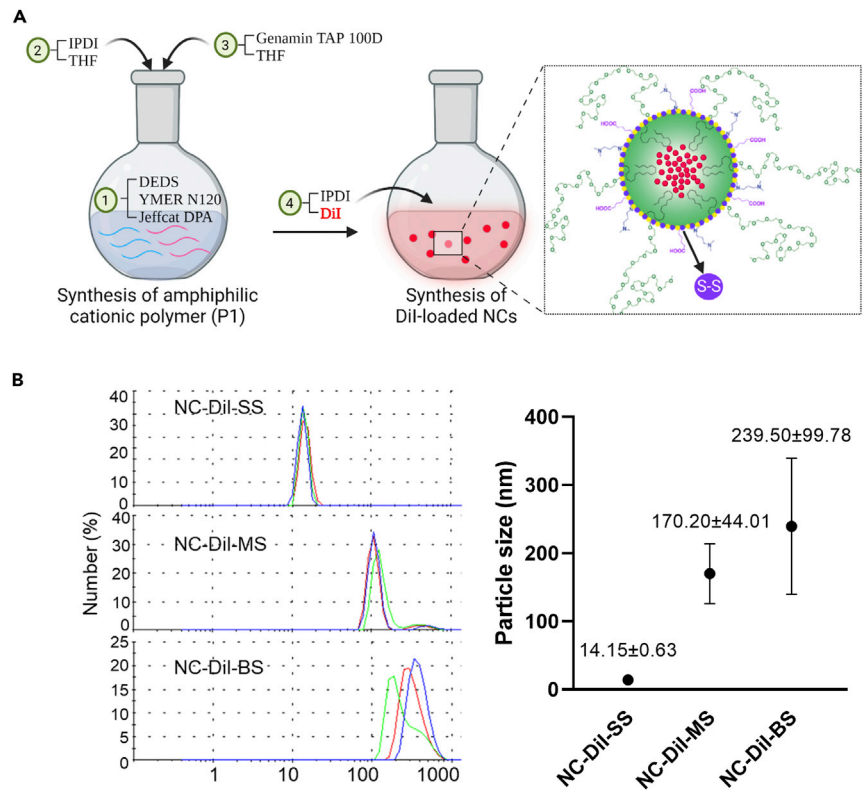 A
2 IPDI
THF
3 Genamin TAP 100D
THF
1 DEDS
YMER N120
Jeffcat DPA
4 IPDI
DiI
Synthesis of amphiphilic
cationic polymer (P1)
Synthesis of
DiI-loaded NCs
COOH
HOOC
COOH
HOOC
COOH
HOOC
S-S
B
Number (%)
NC-DiI-SS
40
30
20
10
0
NC-DiI-MS
40
30
20
10
0
NC-DiI-BS
25
20
15
10
5
0
1 10 100 1000
Particle size (nm)
400
300
200
100
0
14.15±0.63
170.20±44.01
239.50±99.78
NC-DiI-SS
NC-DiI-MS
NC-DiI-BS